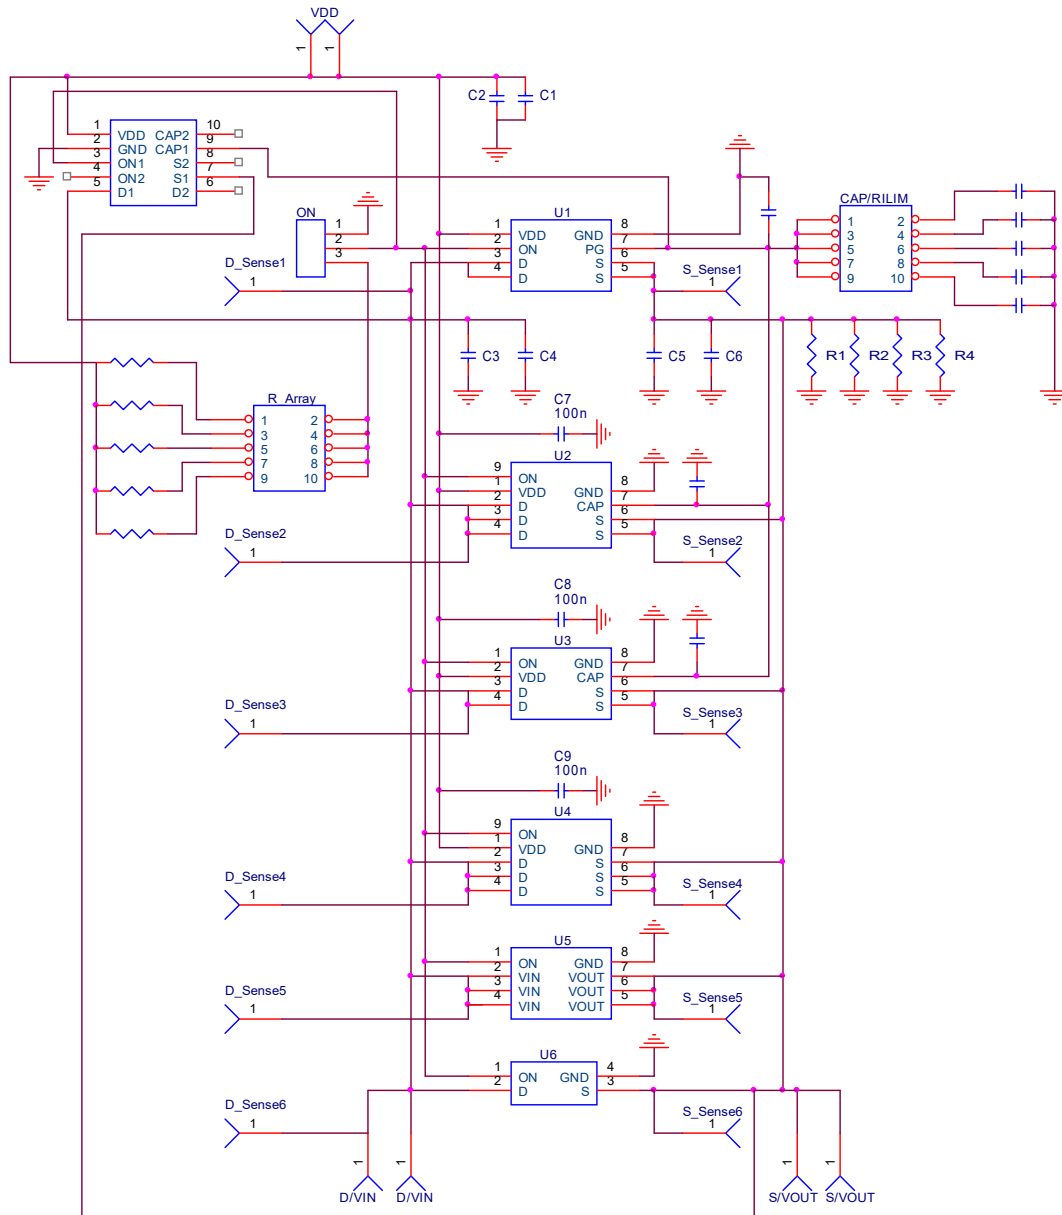 VDD
1 1
C2 C1
1 VDD CAP2 10
2 GND CAP1 9
3 ON1 S2 8
4 ON2 S1 7
5 D1 D2 6
ON
1
2
3
U1
1 VDD GND 8
2 ON PG 7
3 D S 6
4 D S 5
CAP/RILIM
1 2
3 4
5 6
7 8
9 10
D_Sense1
1
S_Sense1
1
C3 C4 C5 C6 R1 R2 R3 R4
R_Array
1 2
3 4
5 6
7 8
9 10
C7
100n
U2
9 ON
1 VDD GND 8
2 D CAP 7
3 D S 6
4 D S 5
D_Sense2
1
S_Sense2
1
C8
100n
U3
1 ON GND 8
2 VDD CAP 7
3 D S 6
4 D S 5
D_Sense3
1
S_Sense3
1
C9
100n
U4
9 ON
1 VDD GND 8
2 D S 7
3 D S 6
4 D S 5
D_Sense4
1
S_Sense4
1
U5
1 ON GND 8
2 VIN VOUT 7
3 VIN VOUT 6
4 VIN VOUT 5
D_Sense5
1
S_Sense5
1
U6
1 ON GND 4
2 D S 3
D_Sense6
1
S_Sense6
1
1 1 1 1
D/VIN D/VIN S/VOUT S/VOUT